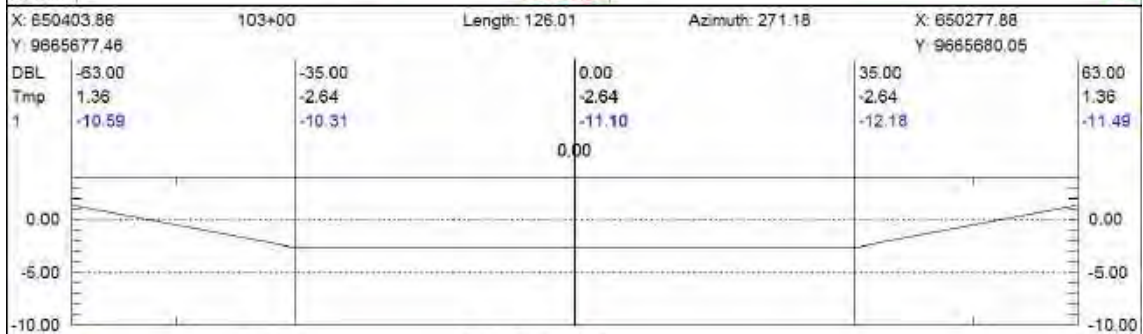 X: 650403.86 103+00 Length: 126.01 Azimuth: 271.18 X: 650277.88
Y: 9665677.46 Y: 9665680.05
DBL -63.00 -35.00 0.00 35.00 63.00
Tmp 1.36 -2.64 -2.64 -2.64 1.36
1 -10.59 -10.31 -11.10 -12.18 -11.49
0.00
0.00 0.00
-5.00 -5.00
-10.00 -10.00